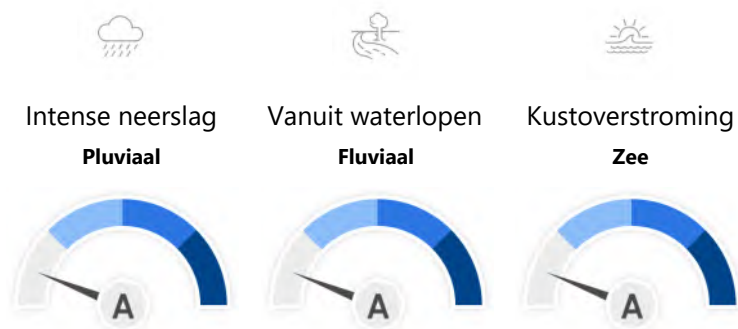 Intense neerslag
Pluviaal
A
Vanuit waterlopen
Fluviaal
A
Kustoverstroming
Zee
A